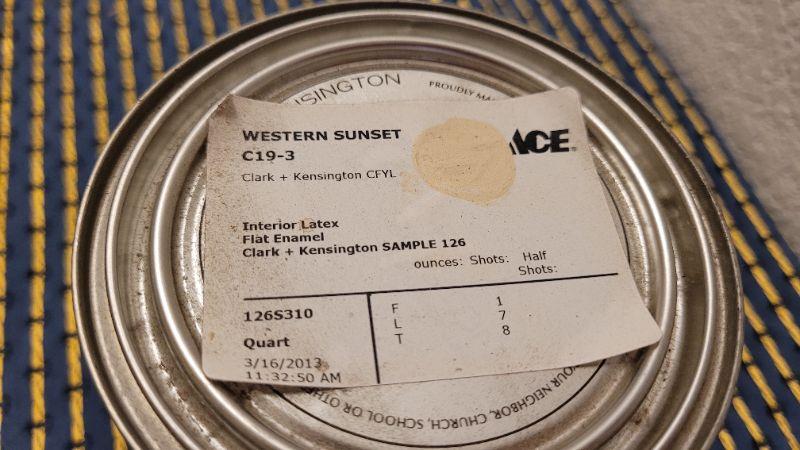 SINGTON
PROUDLY MA
WESTERN SUNSET
C19-3
ACE
Clark + Kensington CFYL
Interior Latex
Flat Enamel
Clark + Kensington SAMPLE 126
ounces: Shots: Half
Shots:
126S310
Quart
3/16/2013
11:32:50 AM
F 1
L 7
T 8
OUR NEIGHBOR, CHURCH, SCHOOL OR OTH